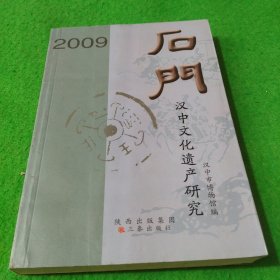 2009
石門
汉中文化遗产研究
汉中市博物馆编
陕西出版集团
三秦出版社